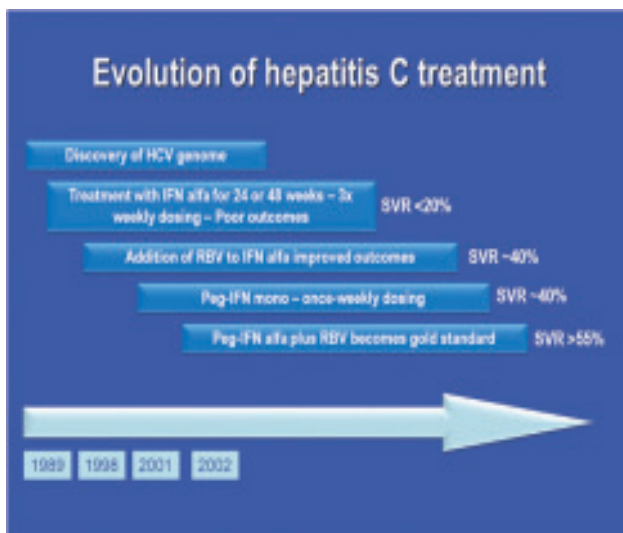 Evolution of hepatitis C treatment
Discovery of HCV genome
Treatment with IFN alfa for 24 or 48 weeks – 3x
weekly dosing – Poor outcomes
SVR <20%
Addition of RBV to IFN alfa improved outcomes
SVR ~40%
Peg-IFN mono – once-weekly dosing
SVR ~40%
Peg-IFN alfa plus RBV becomes gold standard
SVR >55%
1989
1998
2001
2002